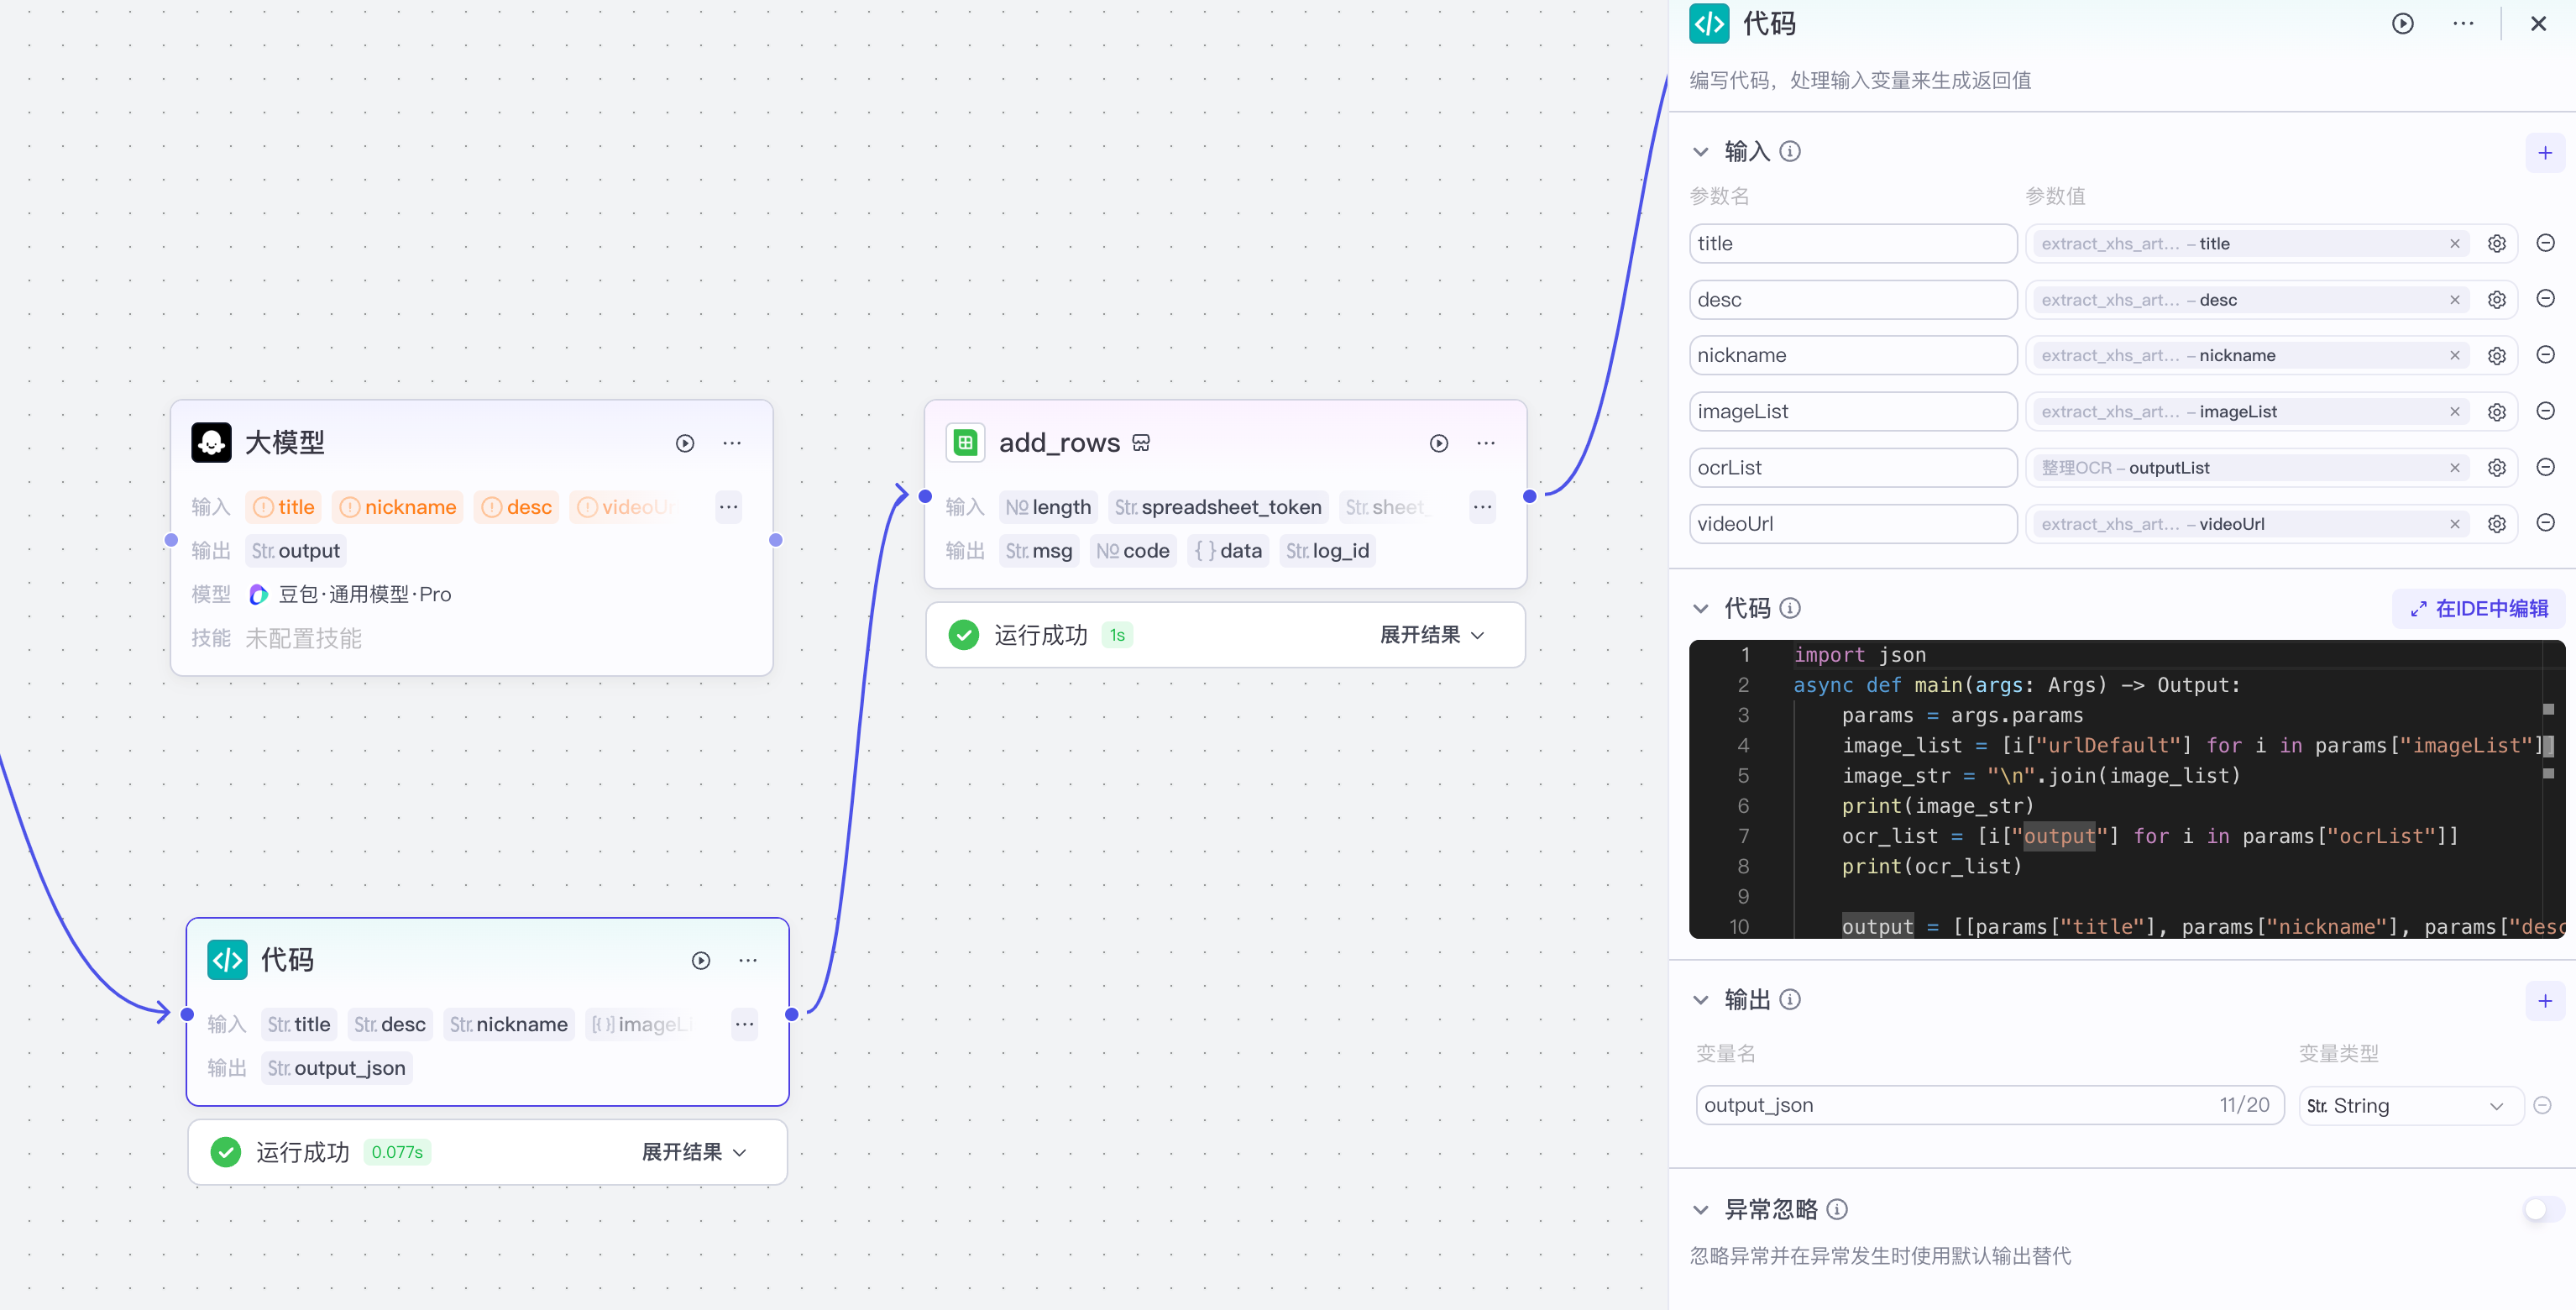 大模型
输入 title nickname desc videoU
输出 Str. output
模型 豆包·通用模型·Pro
技能 未配置技能
add_rows
输入 № length Str. spreadsheet_token Str. sheet_
输出 Str. msg № code { } data Str. log_id
运行成功 1s 展开结果
代码
输入 Str. title Str. desc Str. nickname [{}] imageLi
输出 Str. output_json
运行成功 0.077s 展开结果
代码
编写代码，处理输入变量来生成返回值
输入
参数名 参数值
title extract_xhs_art... – title
desc extract_xhs_art... – desc
nickname extract_xhs_art... – nickname
imageList extract_xhs_art... – imageList
ocrList 整理OCR – outputList
videoUrl extract_xhs_art... – videoUrl
代码 在IDE中编辑
1 import json
2 async def main(args: Args) -> Output:
3 params = args.params
4 image_list = [i["urlDefault"] for i in params["imageList"]]
5 image_str = "\n".join(image_list)
6 print(image_str)
7 ocr_list = [i["output"] for i in params["ocrList"]]
8 print(ocr_list)
9
10 output = [[params["title"], params["nickname"], params["desc
输出
变量名 变量类型
output_json 11/20 Str. String
异常忽略
忽略异常并在异常发生时使用默认输出替代